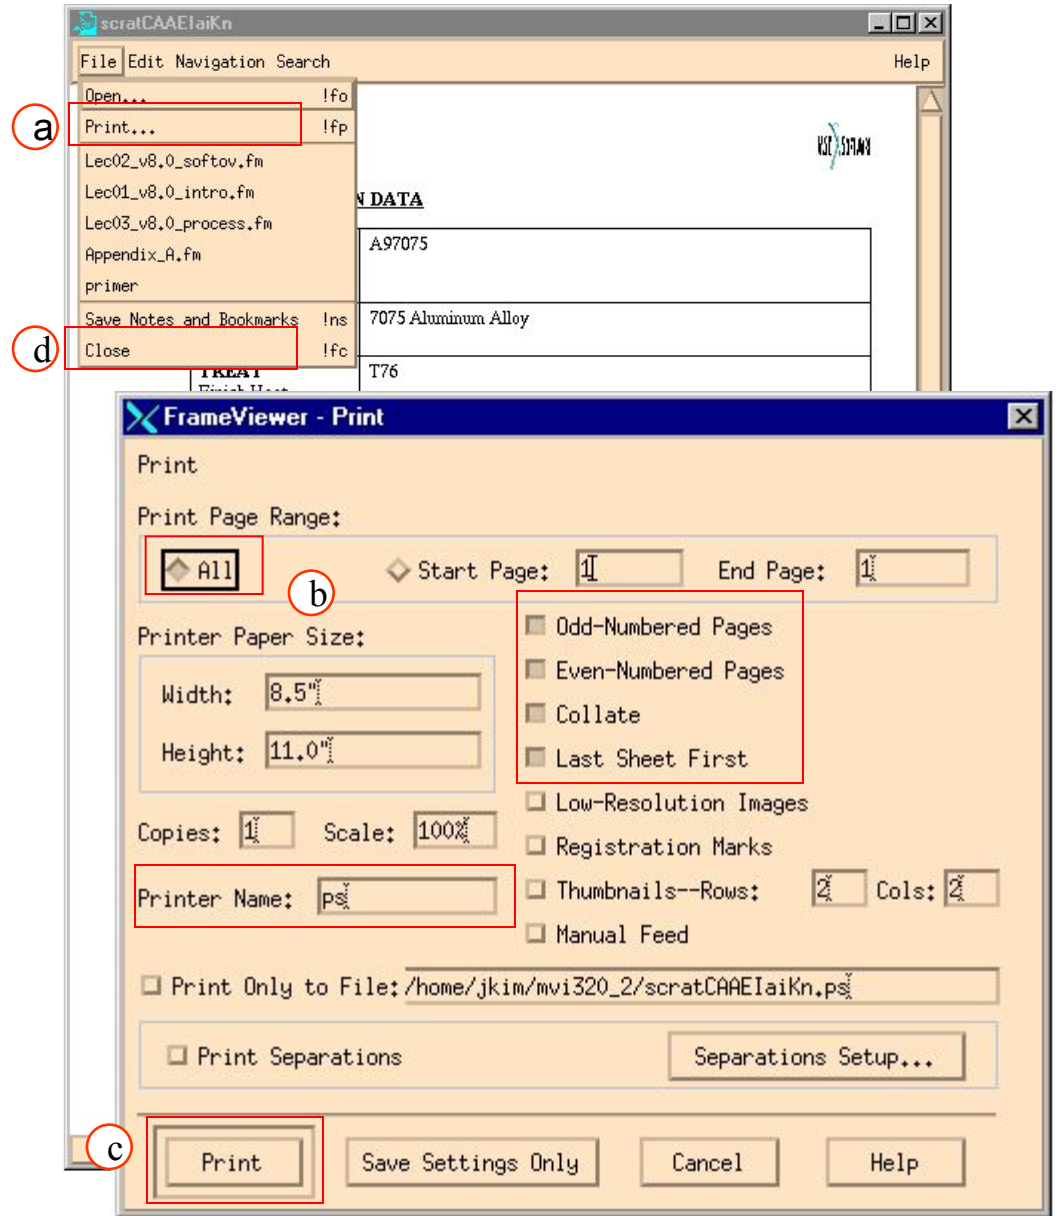 scratCAAEIaiKn
File Edit Navigation Search Help
Open... !fo
a Print... !fp
Lec02_v8.0_softov.fm
Lec01_v8.0_intro.fm
N DATA
Lec03_v8.0_process.fm
A97075
Appendix_A.fm
primer
Save Notes and Bookmarks !ns
7075 Aluminum Alloy
d Close !fc
TREAT T76
FrameViewer - Print
Print
Print Page Range:
All Start Page: 1 End Page: 1
b
Odd-Numbered Pages
Printer Paper Size:
Even-Numbered Pages
Width: 8.5"
Collate
Height: 11.0"
Last Sheet First
Low-Resolution Images
Copies: 1 Scale: 100%
Registration Marks
Printer Name: ps
Thumbnails--Rows: 2 Cols: 2
Manual Feed
Print Only to File: /home/jkim/mvi320_2/scratCAAEIaiKn.ps
Print Separations Separations Setup...
c Print Save Settings Only Cancel Help